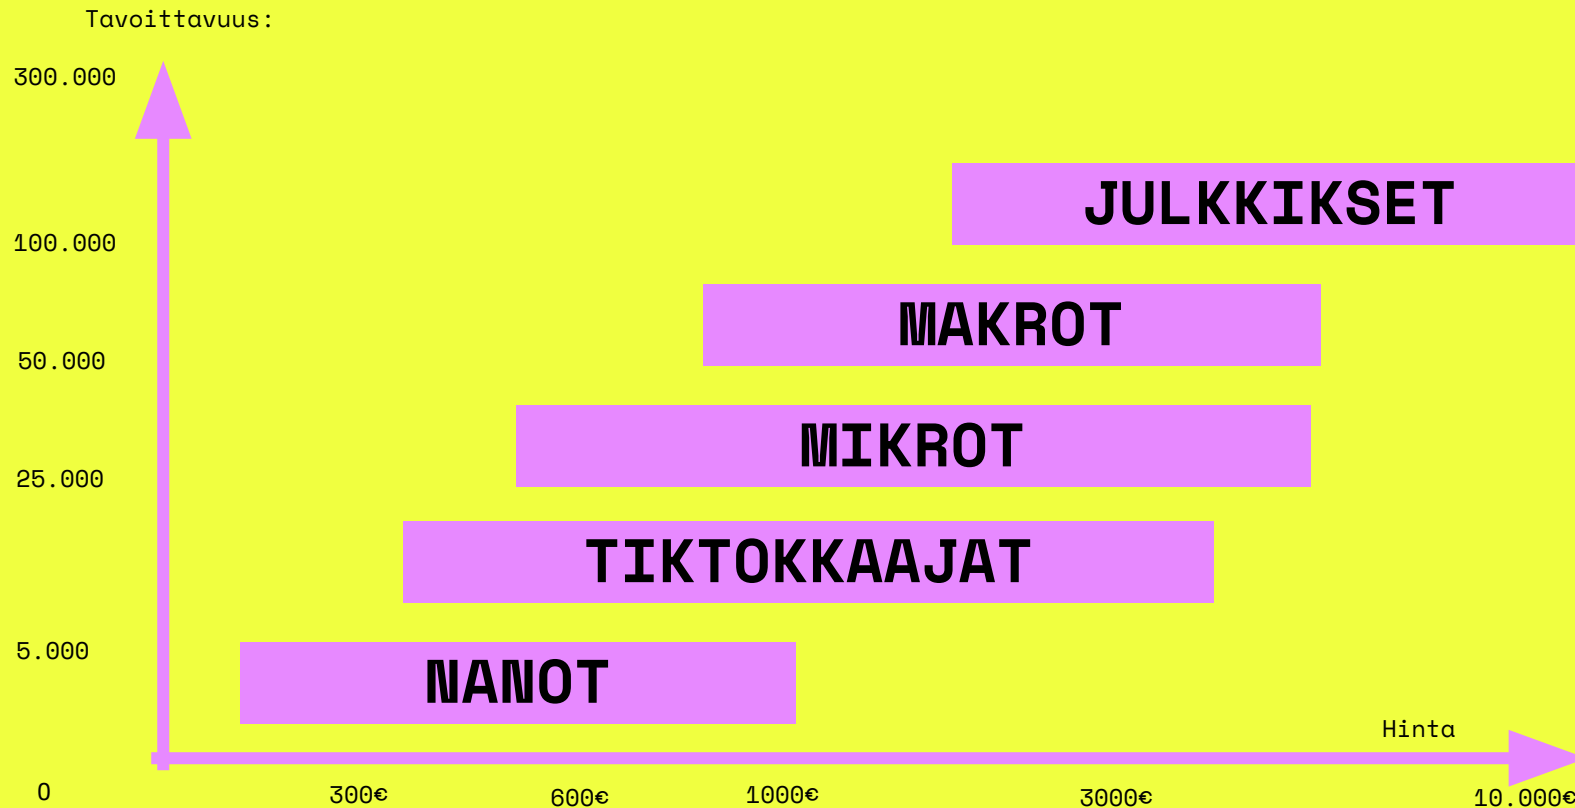 Tavoittavuus:
300.000
JULKKIKSET
100.000
MAKROT
50.000
MIKROT
25.000
TIKTOKKAAJAT
5.000
NANOT
Hinta
0
300€
600€
1000€
3000€
10.000€